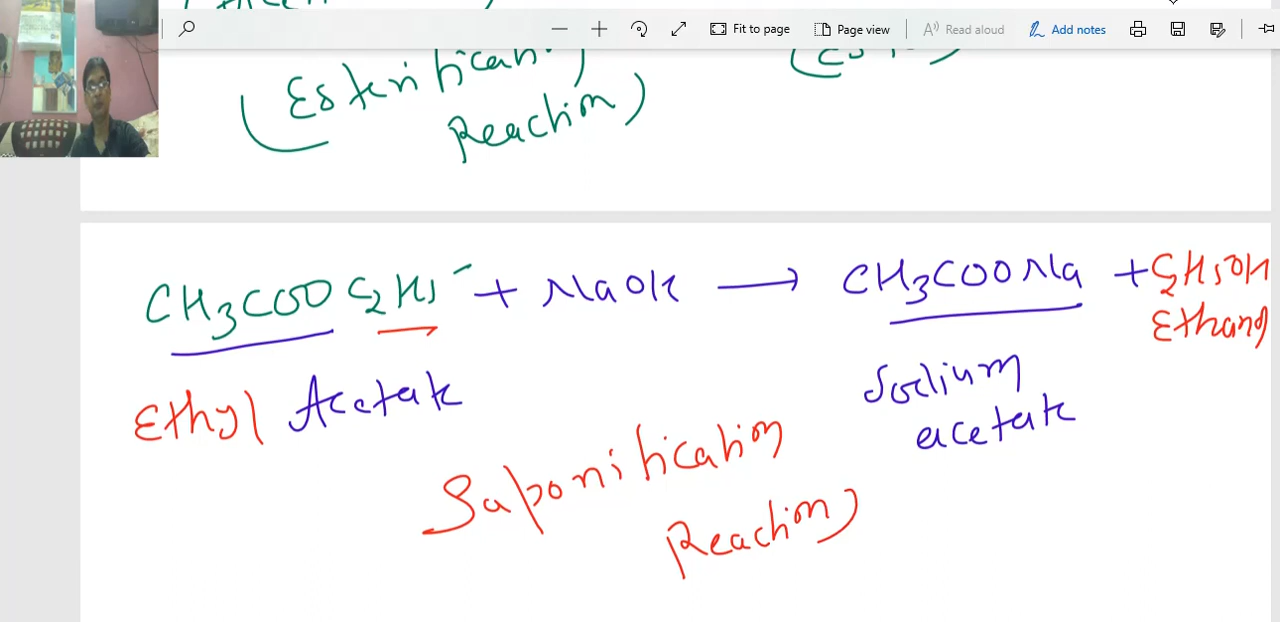 Fit to page
Page view
Read aloud
Add notes
(Esterification
Reaction)
CH3COOC2H5 + NaOH → CH3COONa + C2H5OH
Ethanol
Ethyl Acetate
Sodium
acetate
Saponification
Reaction)